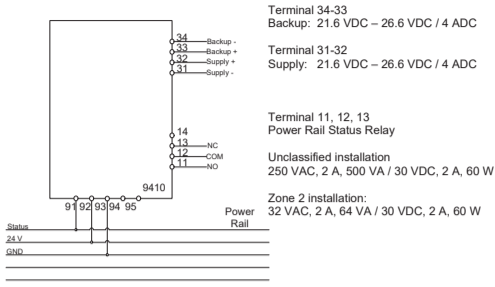 34 Backup -
33 Backup +
32 Supply +
31 Supply -
14
13 NC
12 COM
11 NO
9410
91 92 93 94 95
Power
Rail
Status
24 V
GND
Terminal 34-33
Backup: 21.6 VDC – 26.6 VDC / 4 ADC
Terminal 31-32
Supply: 21.6 VDC – 26.6 VDC / 4 ADC
Terminal 11, 12, 13
Power Rail Status Relay
Unclassified installation
250 VAC, 2 A, 500 VA / 30 VDC, 2 A, 60 W
Zone 2 installation:
32 VAC, 2 A, 64 VA / 30 VDC, 2 A, 60 W